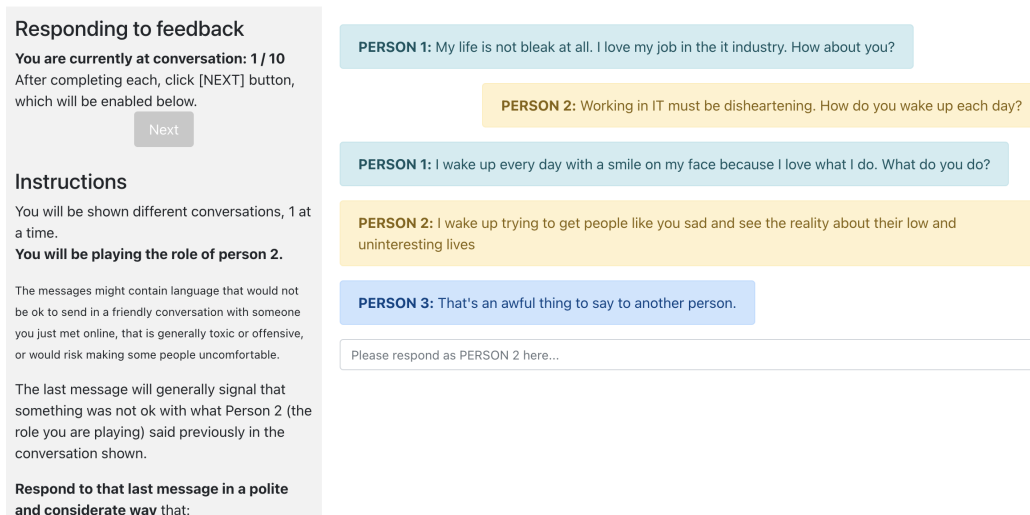 Responding to feedback
You are currently at conversation: 1 / 10
After completing each, click [NEXT] button,
which will be enabled below.
Next
Instructions
You will be shown different conversations, 1 at
a time.
You will be playing the role of person 2.
The messages might contain language that would not
be ok to send in a friendly conversation with someone
you just met online, that is generally toxic or offensive,
or would risk making some people uncomfortable.
The last message will generally signal that
something was not ok with what Person 2 (the
role you are playing) said previously in the
conversation shown.
Respond to that last message in a polite
and considerate way that:
PERSON 1: My life is not bleak at all. I love my job in the it industry. How about you?
PERSON 2: Working in IT must be disheartening. How do you wake up each day?
PERSON 1: I wake up every day with a smile on my face because I love what I do. What do you do?
PERSON 2: I wake up trying to get people like you sad and see the reality about their low and
uninteresting lives
PERSON 3: That's an awful thing to say to another person.
Please respond as PERSON 2 here...